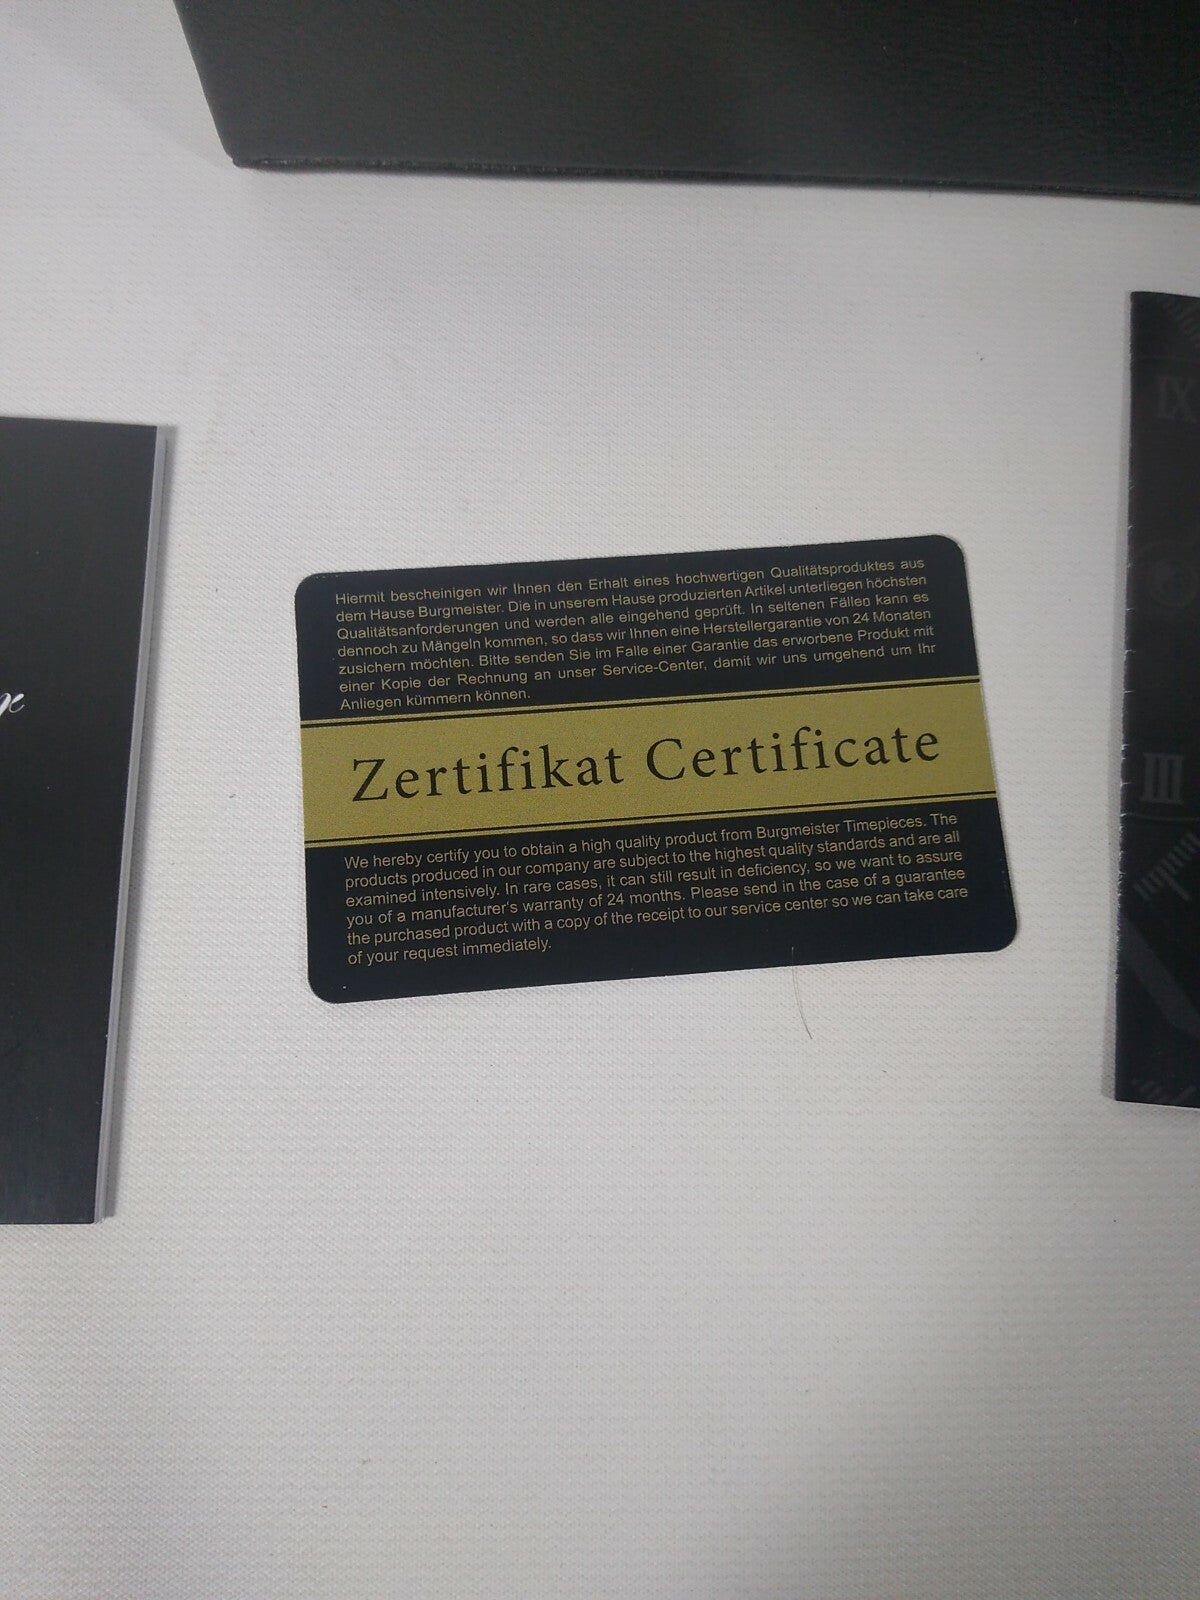 Hiermit bescheinigen wir Ihnen den Erhalt eines hochwertigen Qualitätsproduktes aus
dem Hause Burgmeister. Die in unserem Hause produzierten Artikel unterliegen höchsten
Qualitätsanforderungen und werden alle eingehend geprüft. In seltenen Fällen kann es
dennoch zu Mängeln kommen, so dass wir Ihnen eine Herstellergarantie von 24 Monaten
zusichern möchten. Bitte senden Sie im Falle einer Garantie das erworbene Produkt mit
einer Kopie der Rechnung an unser Service-Center, damit wir uns umgehend um Ihr
Anliegen kümmern können.
Zertifikat Certificate
We hereby certify you to obtain a high quality product from Burgmeister Timepieces. The
products produced in our company are subject to the highest quality standards and are all
examined intensively. In rare cases, it can still result in deficiency, so we want to assure
you of a manufacturer's warranty of 24 months. Please send in the case of a guarantee
the purchased product with a copy of the receipt to our service center so we can take care
of your request immediately.
IX
III